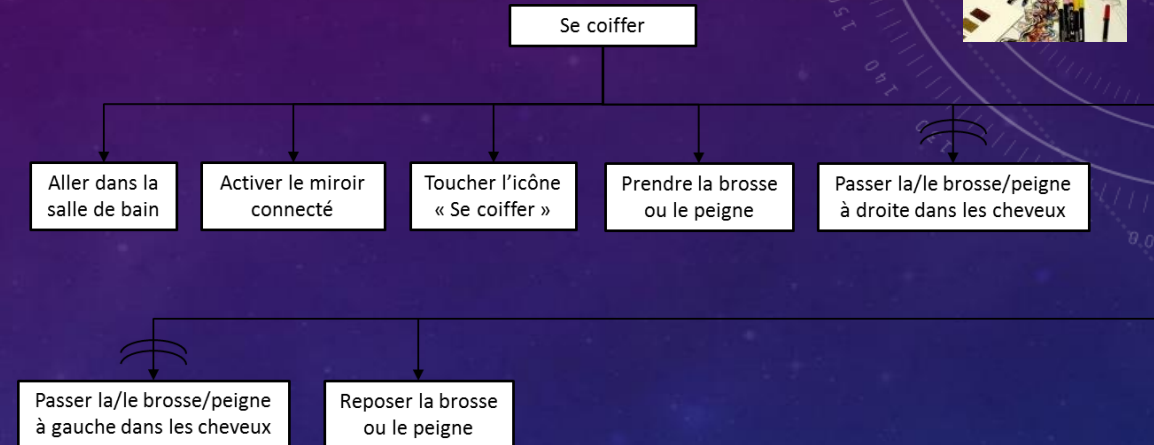 Se coiffer
150
140
Aller dans la
salle de bain
Activer le miroir
connecté
Toucher l'icône
« Se coiffer »
Prendre la brosse
ou le peigne
Passer la/le brosse/peigne
à droite dans les cheveux
Passer la/le brosse/peigne
à gauche dans les cheveux
Reposer la brosse
ou le peigne